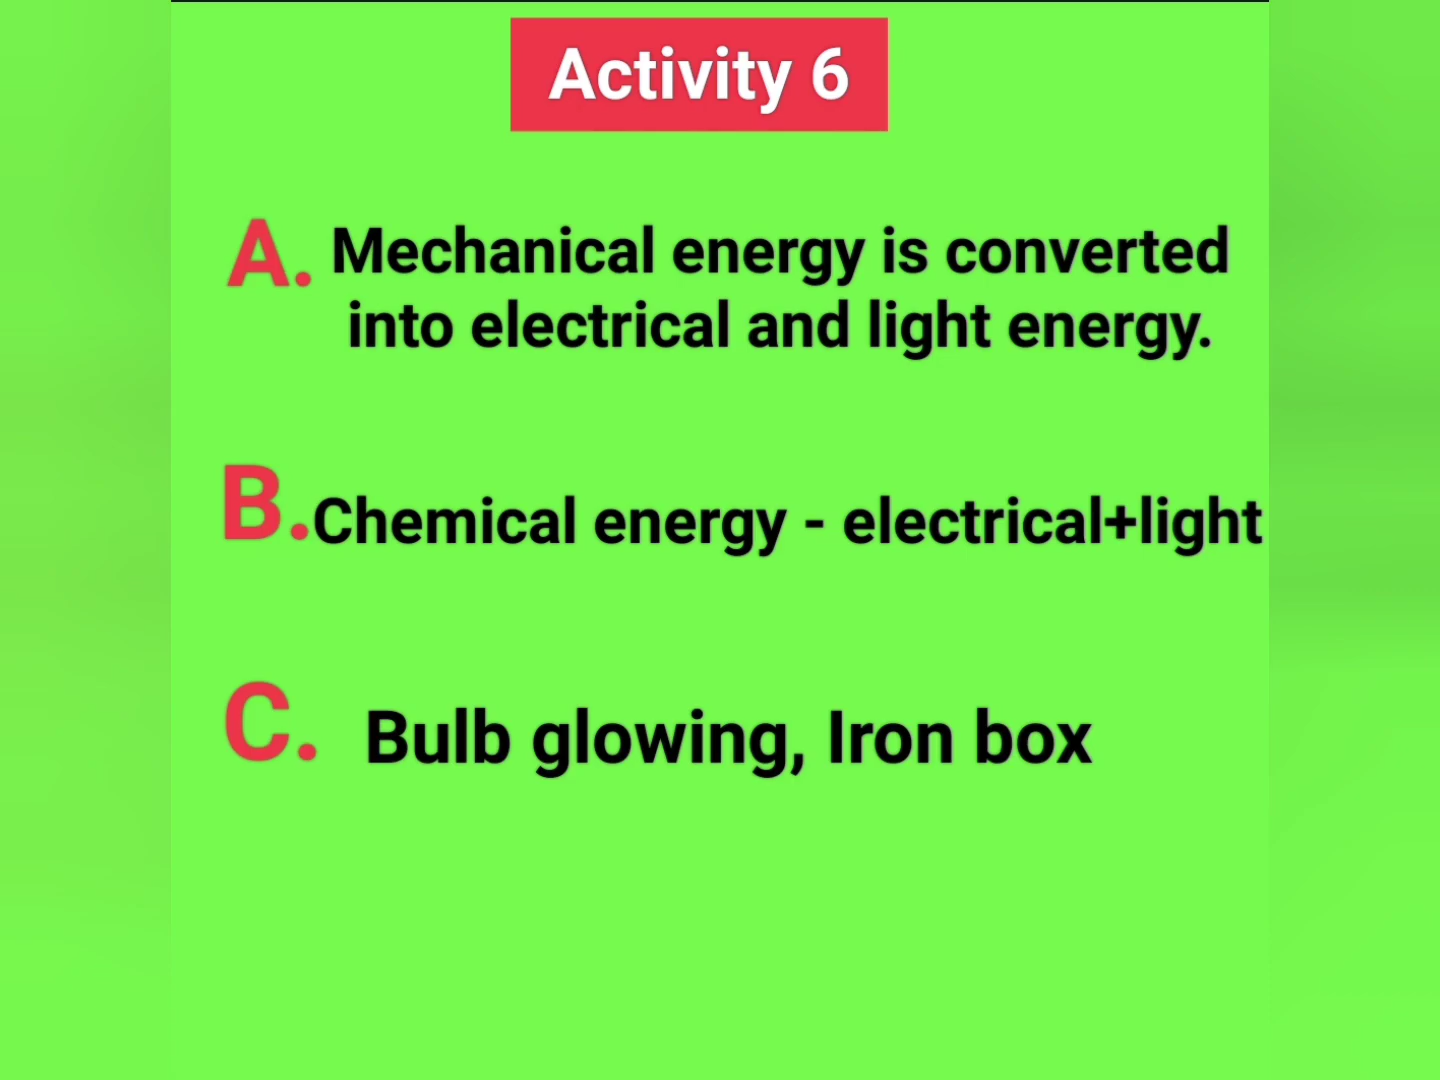 Activity 6
A. Mechanical energy is converted
into electrical and light energy.
B. Chemical energy - electrical+light
C. Bulb glowing, Iron box